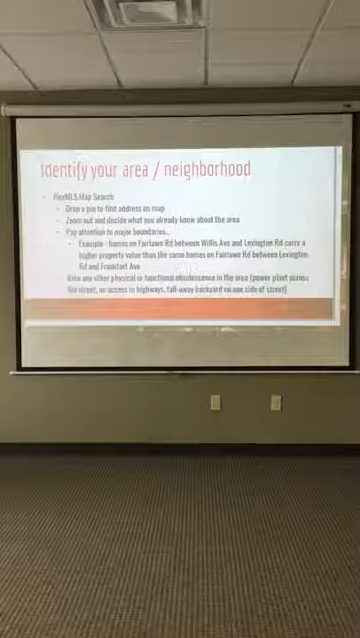 Identify your area / neighborhood
FlexMLS Map Search
Drop a pin to find address on map
Zoom out and decide what you already know about the area
Pay attention to major boundaries...
Example - homes on Fairlawn Rd between Willis Ave and Lexington Rd carry a
higher property value than the same homes on Fairlawn Rd between Lexington
Rd and Frankfort Ave
Note any other physical or functional obsolescence in the area (power plant across
the street, no access to highways, fall-away backyard on one side of street)